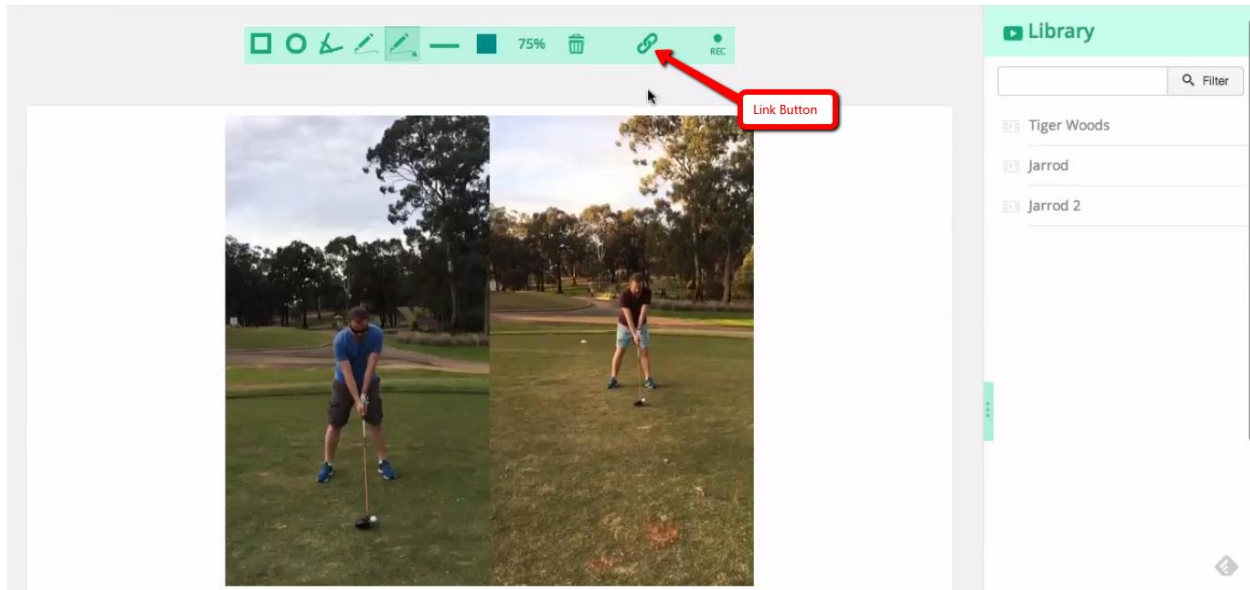 75%
REC
Link Button
Library
Filter
Tiger Woods
Jarrod
Jarrod 2